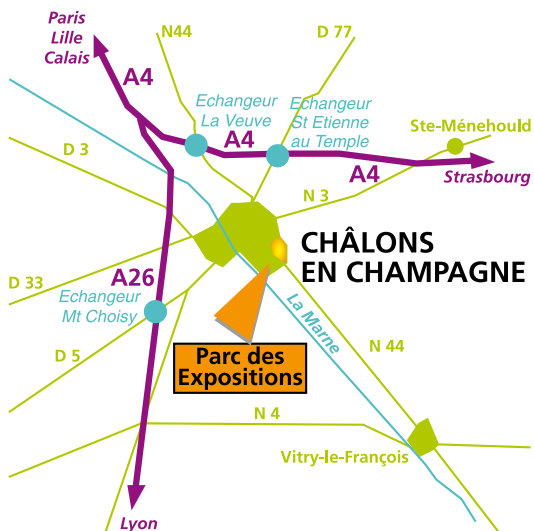 Paris
Lille
Calais
N44
D 77
A4
Echangeur
La Veuve
Echangeur
St Etienne
au Temple
Ste-Ménehould
D 3
A4
A4
Strasbourg
N 3
CHÂLONS
EN CHAMPAGNE
D 33
A26
Echangeur
Mt Choisy
La Marne
D 5
Parc des
Expositions
N 44
N 4
Vitry-le-François
Lyon